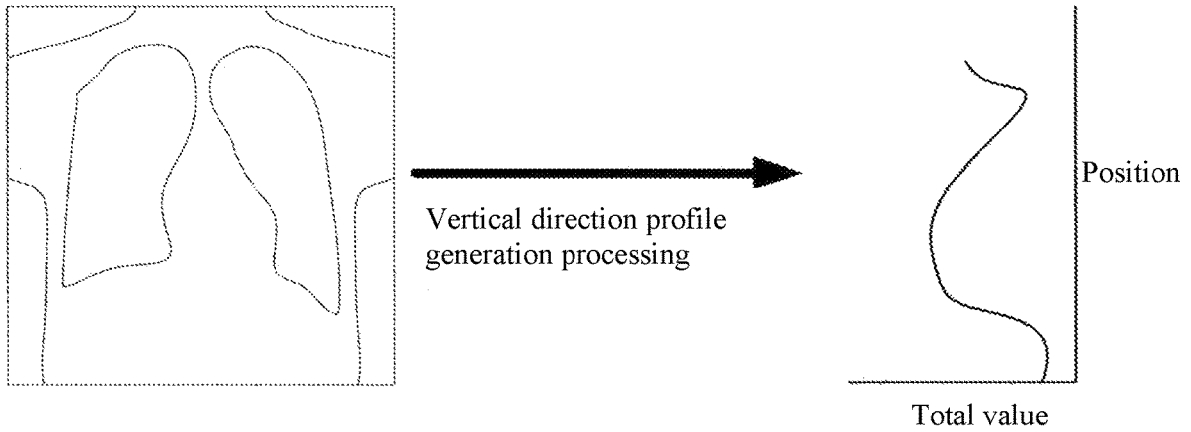 Position
Vertical direction profile
generation processing
Total value